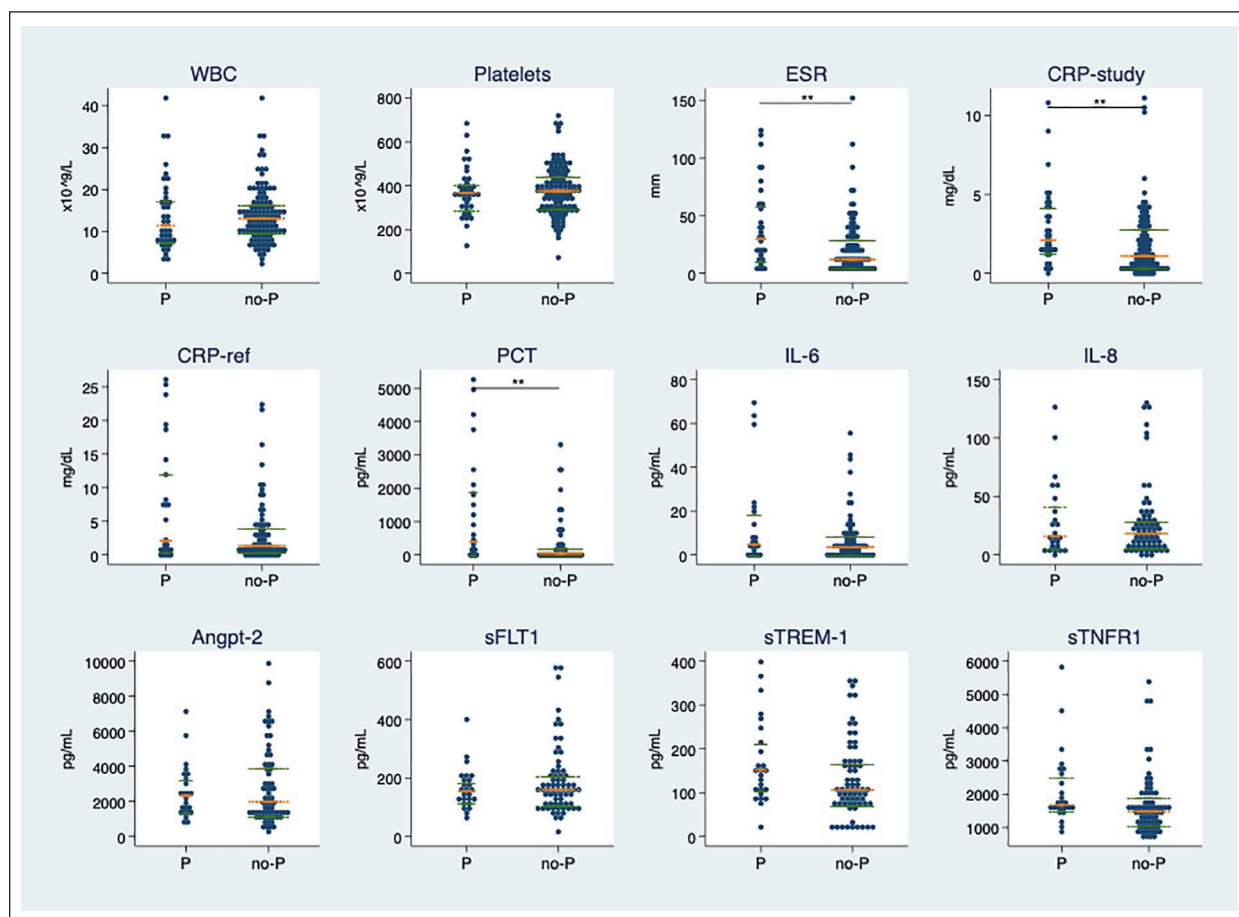 WBC
x10^9/L
40
30
20
10
0
P no-P
Platelets
x10^9/L
800
600
400
200
0
P no-P
ESR
mm
150
100
50
0
**
P no-P
CRP-study
mg/dL
10
5
0
**
P no-P
CRP-ref
mg/dL
25
20
15
10
5
0
P no-P
PCT
pg/mL
5000
4000
3000
2000
1000
0
**
P no-P
IL-6
pg/mL
80
60
40
20
0
P no-P
IL-8
pg/mL
150
100
50
0
P no-P
Angpt-2
pg/mL
10000
8000
6000
4000
2000
0
P no-P
sFLT1
pg/mL
600
400
200
0
P no-P
sTREM-1
pg/mL
400
300
200
100
0
P no-P
sTNFR1
pg/mL
6000
5000
4000
3000
2000
1000
P no-P